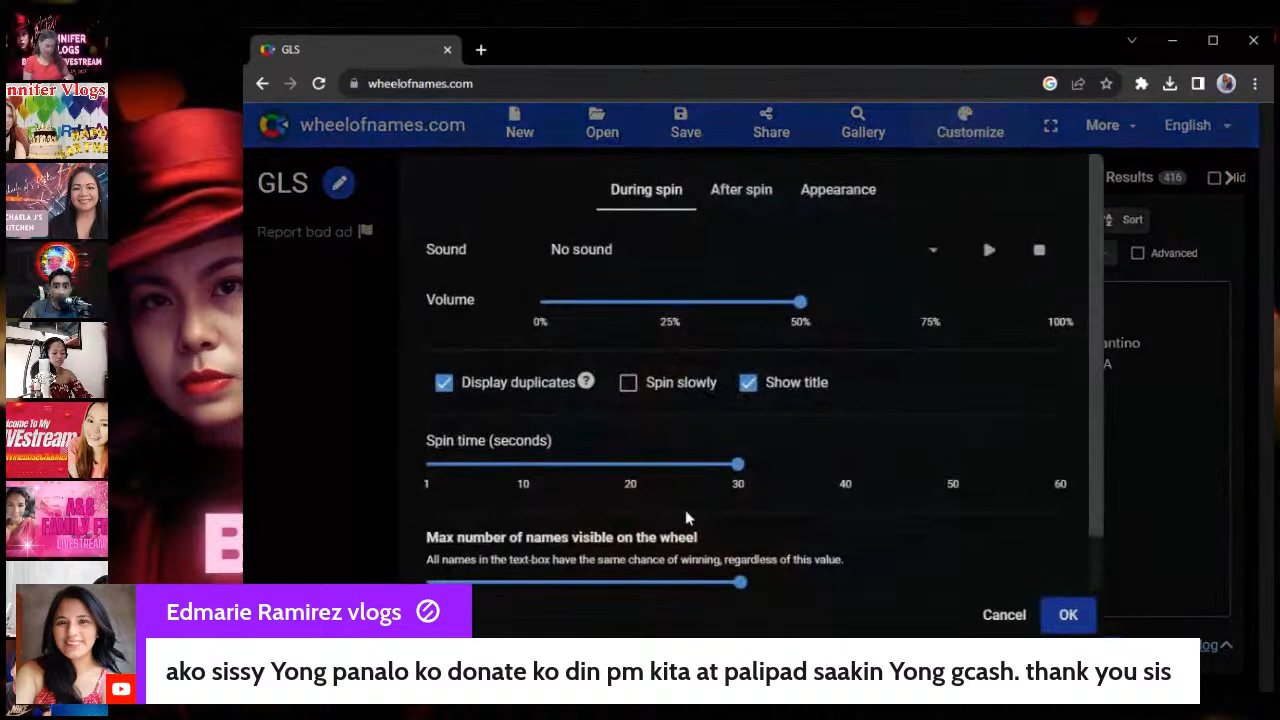 GLS
wheelofnames.com
wheelofnames.com
New
Open
Save
Share
Gallery
Customize
More
English
GLS
Report bad ad
During spin
After spin
Appearance
Results 416
Sort
Advanced
Sound
No sound
Volume
0% 25% 50% 75% 100%
Display duplicates
Spin slowly
Show title
Spin time (seconds)
1 10 20 30 40 50 60
Max number of names visible on the wheel
All names in the text-box have the same chance of winning, regardless of this value.
Cancel
OK
nnifer Vlogs
KITCHEN
LIVESTREAM
Edmarie Ramirez vlogs
ako sissy Yong panalo ko donate ko din pm kita at palipad saakin Yong gcash. thank you sis